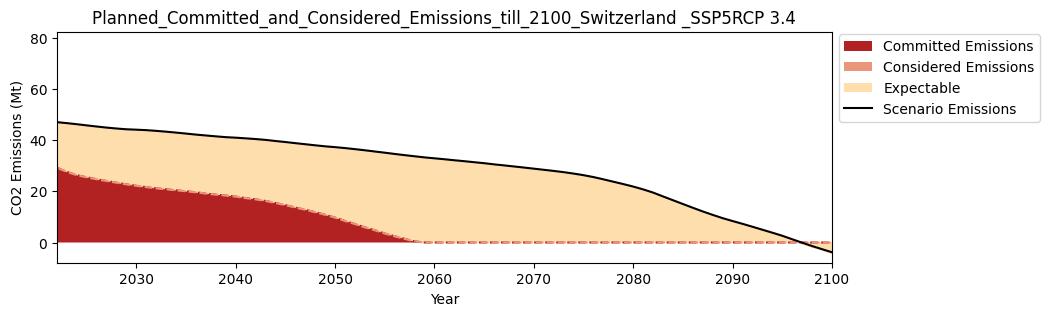 Planned_Committed_and_Considered_Emissions_till_2100_Switzerland _SSP5RCP 3.4
80
60
40
20
0
CO2 Emissions (Mt)
2030
2040
2050
2060
2070
2080
2090
2100
Year
Committed Emissions
Considered Emissions
Expectable
Scenario Emissions